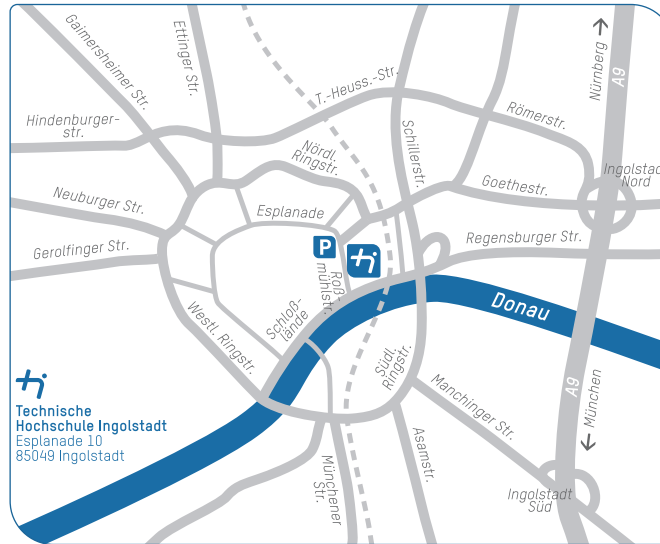 Gaimersheimer Str.
Ettinger Str.
Nürnberg
A9
T.-Heuss.-Str.
Hindenburger-
str.
Schillerstr.
Römerstr.
Nördl.
Ringstr.
Ingolstadt
Nord
Neuburger Str.
Esplanade
Goethestr.
Gerolfinger Str.
P
Regensburger Str.
Roß-
mühlstr.
Schloß-
lände
Donau
Westl. Ringstr.
Südl.
Ringstr.
A9
München
Manchinger Str.
Technische
Hochschule Ingolstadt
Esplanade 10
85049 Ingolstadt
Asamstr.
Münchener
Str.
Ingolstadt
Süd